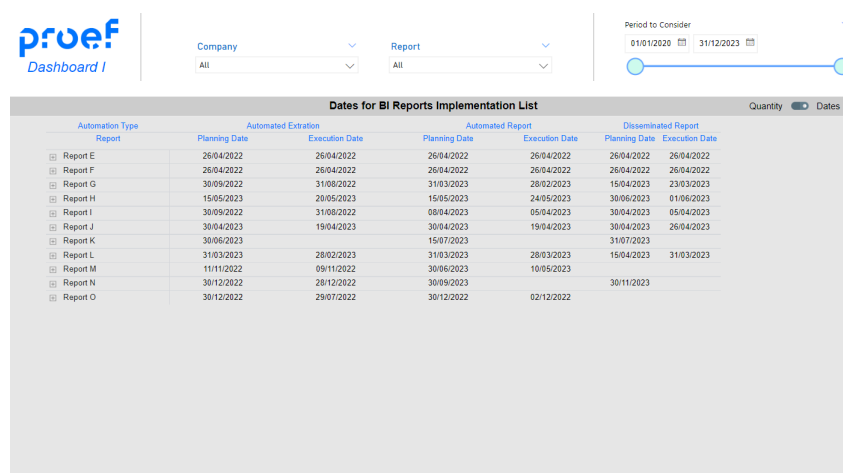 proef
Dashboard I
Company
All
Report
All
Period to Consider
01/01/2020 31/12/2023
Dates for BI Reports Implementation List
Quantity Dates
Automation Type Automated Extration Automated Report Disseminated Report
Report Planning Date Execution Date Planning Date Execution Date Planning Date Execution Date
Report E 26/04/2022 26/04/2022 26/04/2022 26/04/2022 26/04/2022 26/04/2022
Report F 26/04/2022 26/04/2022 26/04/2022 26/04/2022 26/04/2022 26/04/2022
Report G 30/09/2022 31/08/2022 31/03/2023 28/02/2023 15/04/2023 23/03/2023
Report H 15/05/2023 20/05/2023 15/05/2023 24/05/2023 30/06/2023 01/06/2023
Report I 30/09/2022 31/08/2022 08/04/2023 05/04/2023 30/04/2023 05/04/2023
Report J 30/04/2023 19/04/2023 30/04/2023 19/04/2023 30/04/2023 26/04/2023
Report K 30/06/2023 15/07/2023 31/07/2023
Report L 31/03/2023 28/02/2023 31/03/2023 28/03/2023 15/04/2023 31/03/2023
Report M 11/11/2022 09/11/2022 30/06/2023 10/05/2023
Report N 30/12/2022 28/12/2022 30/09/2023 30/11/2023
Report O 30/12/2022 29/07/2022 30/12/2022 02/12/2022